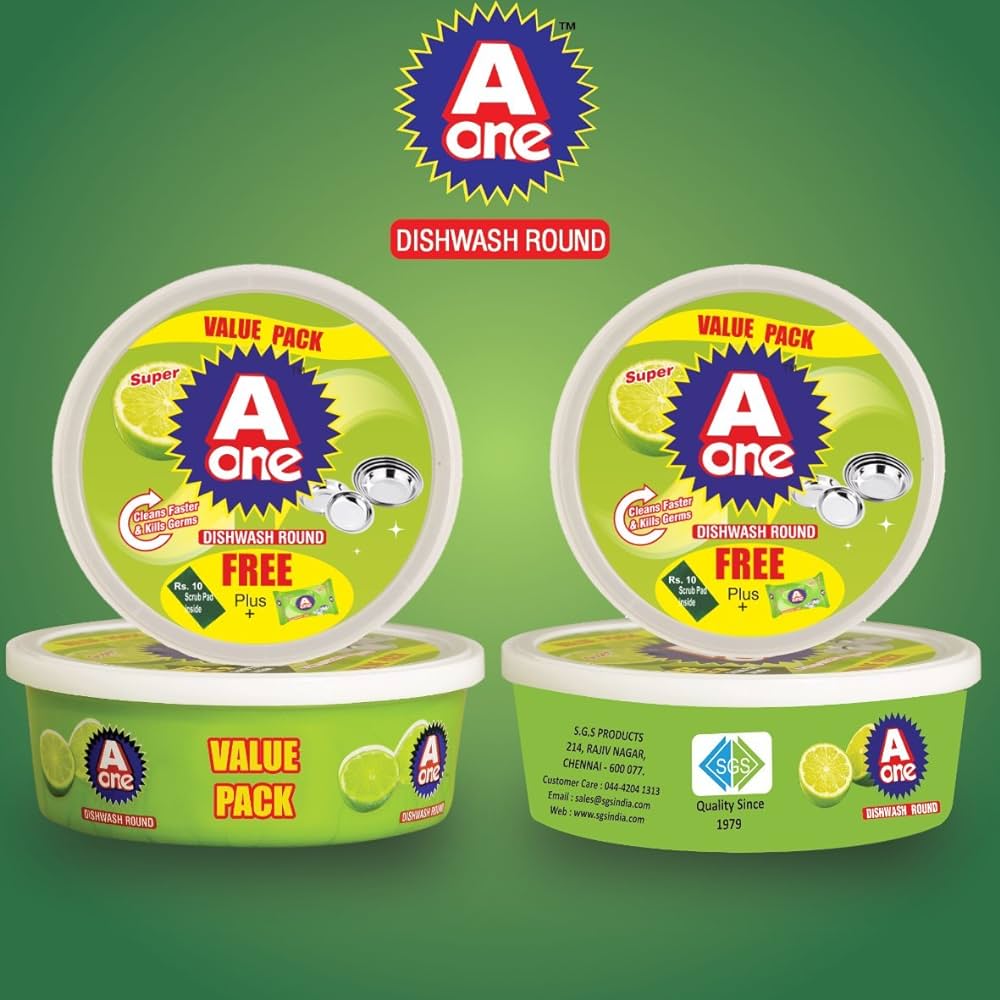 A
one
TM
DISHWASH ROUND
VALUE PACK
Super
A
one
Cleans Faster
& Kills Germs
DISHWASH ROUND
FREE
Rs. 10
Scrub Pad
inside
Plus
+
A
one
VALUE PACK
Super
A
one
Cleans Faster
& Kills Germs
DISHWASH ROUND
FREE
Rs. 10
Scrub Pad
inside
Plus
+
A
one
A
one
DISHWASH ROUND
VALUE
PACK
A
one
DISHWASH ROUND
S.G.S PRODUCTS
214, RAJIV NAGAR,
CHENNAI - 600 077.
Customer Care : 044-4204 1313
Email : sales@sgsindia.com
Web : www.sgsindia.com
SGS
Quality Since
1979
A
one
DISHWASH ROUND